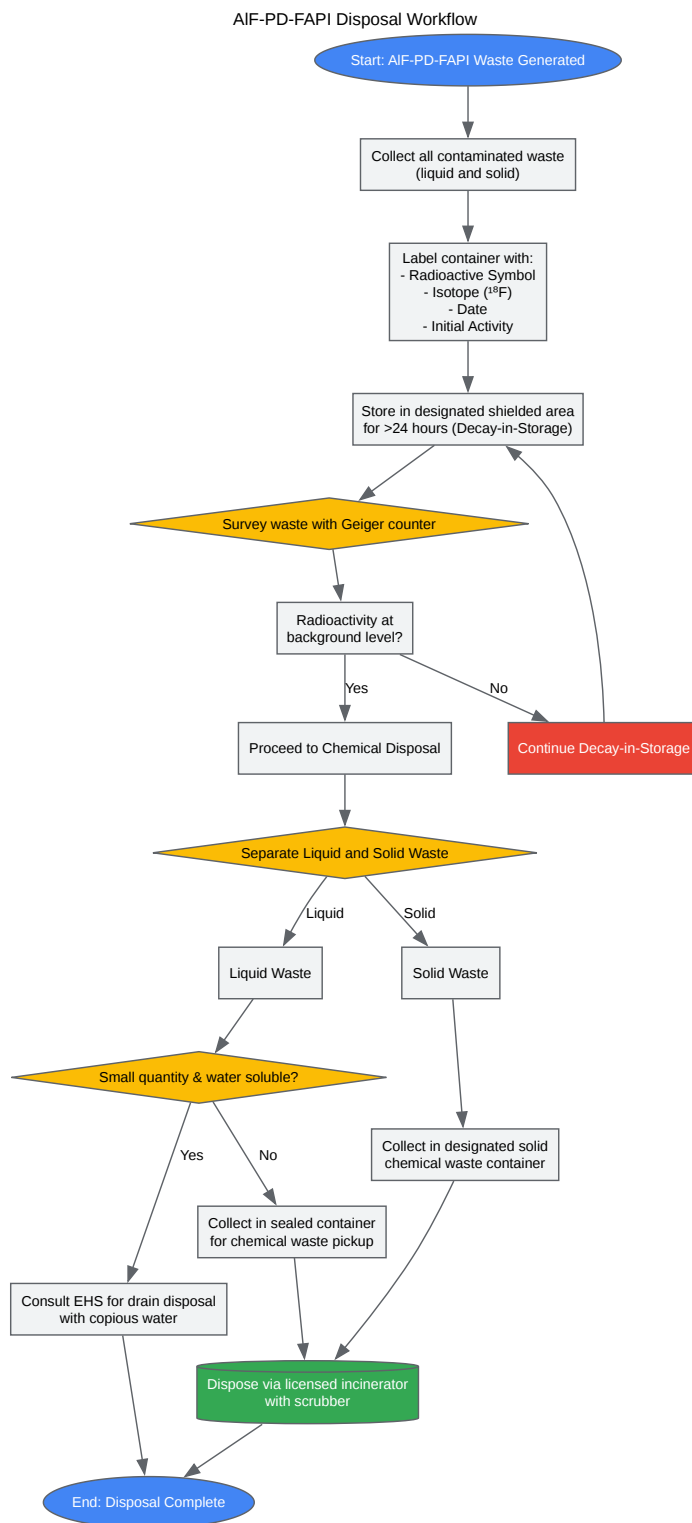 AlF-PD-FAPI Disposal Workflow
Start: AlF-PD-FAPI Waste Generated
Collect all contaminated waste
(liquid and solid)
Label container with:
- Radioactive Symbol
- Isotope (¹⁸F)
- Date
- Initial Activity
Store in designated shielded area
for >24 hours (Decay-in-Storage)
Survey waste with Geiger counter
Radioactivity at
background level?
Yes
No
Proceed to Chemical Disposal
Continue Decay-in-Storage
Separate Liquid and Solid Waste
Liquid
Solid
Liquid Waste
Solid Waste
Small quantity & water soluble?
Collect in designated solid
chemical waste container
Yes
No
Collect in sealed container
for chemical waste pickup
Consult EHS for drain disposal
with copious water
Dispose via licensed incinerator
with scrubber
End: Disposal Complete